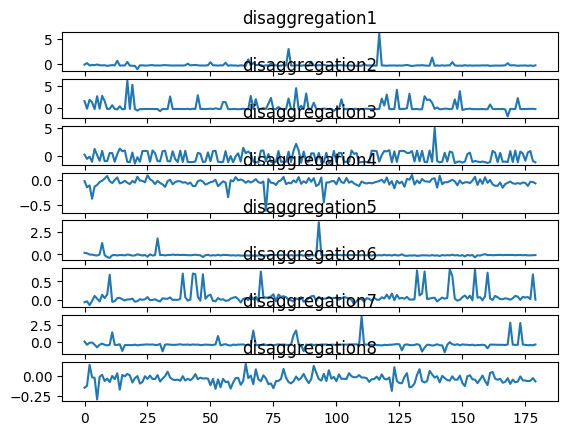 disaggregation1
5
0
disaggregation2
5
0
disaggregation3
5
0
disaggregation4
0.0
−0.5
disaggregation5
2.5
0.0
disaggregation6
0.5
0.0
disaggregation7
2.5
0.0
disaggregation8
0.00
−0.25
0 25 50 75 100 125 150 175